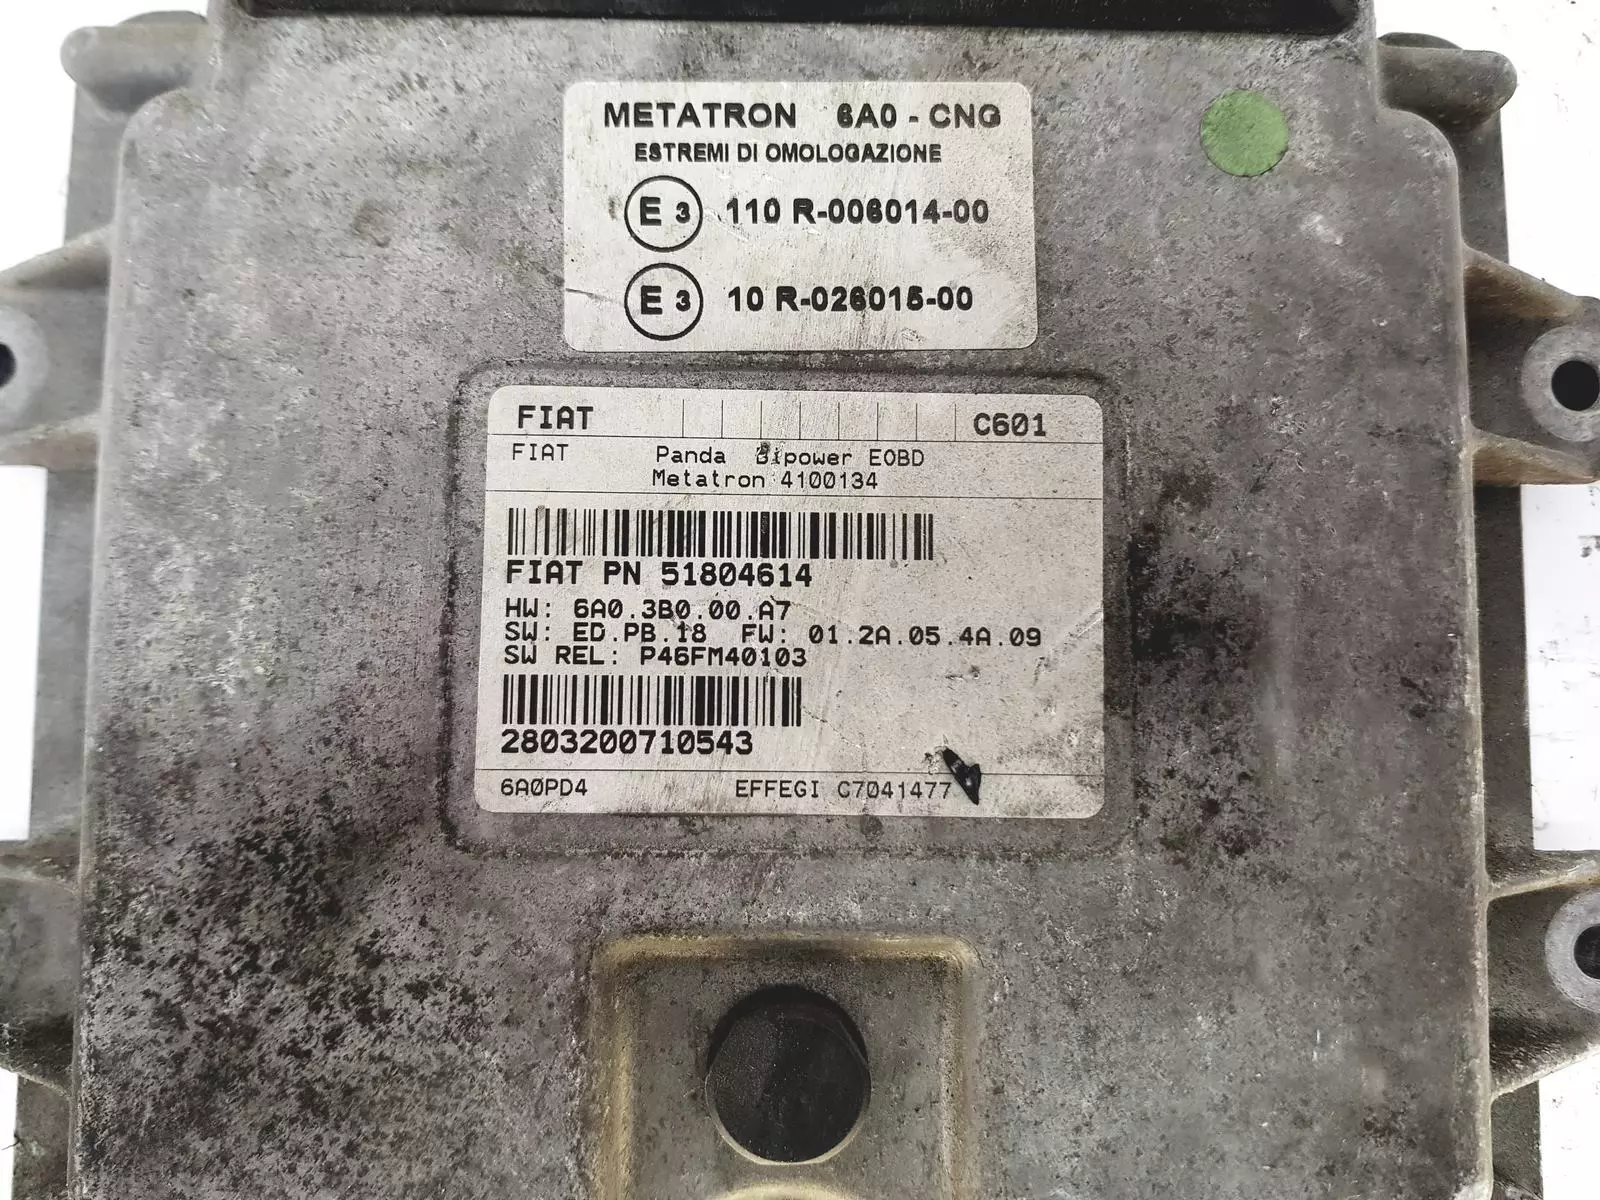 METATRON 6A0 - CNG
ESTREMI DI OMOLOGAZIONE
E 3 110 R-006014-00
E 3 10 R-026015-00
FIAT C601
FIAT Panda Bipower EOBD
Metatron 4100134
FIAT PN 51804614
HW: 6A0.3B0.00.A7
SW: ED.PB.18 FW: 01.2A.05.4A.09
SW REL: P46FM40103
2803200710543
6A0PD4 EFFEGI C7041477